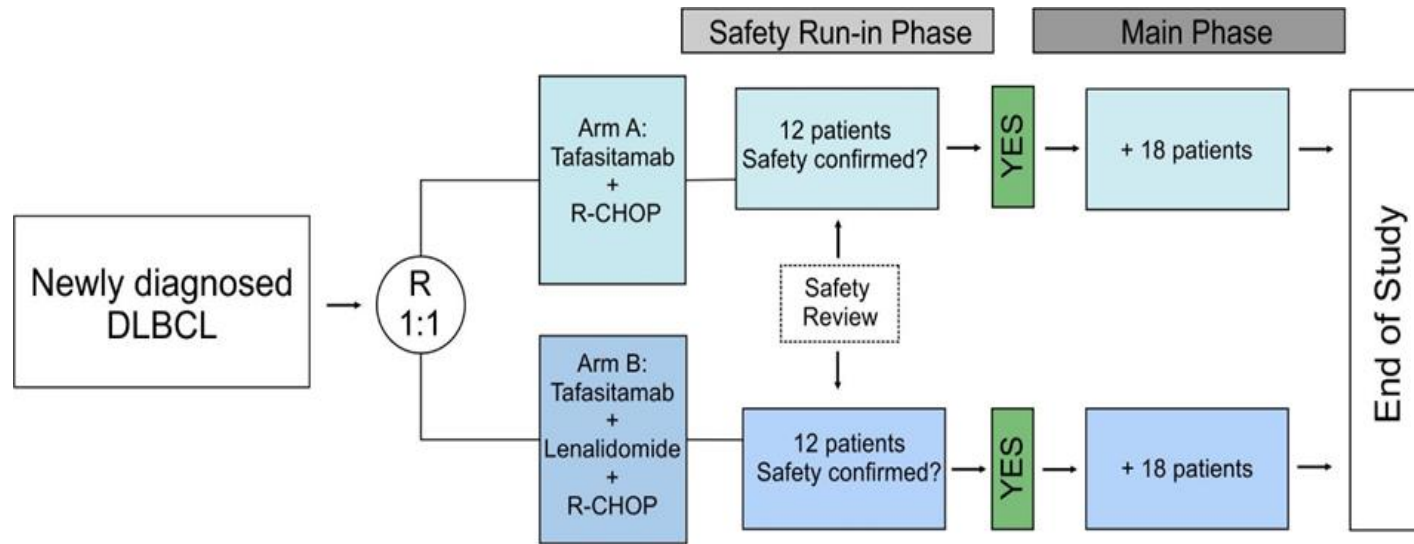 Safety Run-in Phase
Main Phase
Newly diagnosed
DLBCL
R
1:1
Arm A:
Tafasitamab
+
R-CHOP
12 patients
Safety confirmed?
YES
+ 18 patients
Safety
Review
Arm B:
Tafasitamab
+
Lenalidomide
+
R-CHOP
12 patients
Safety confirmed?
YES
+ 18 patients
End of Study